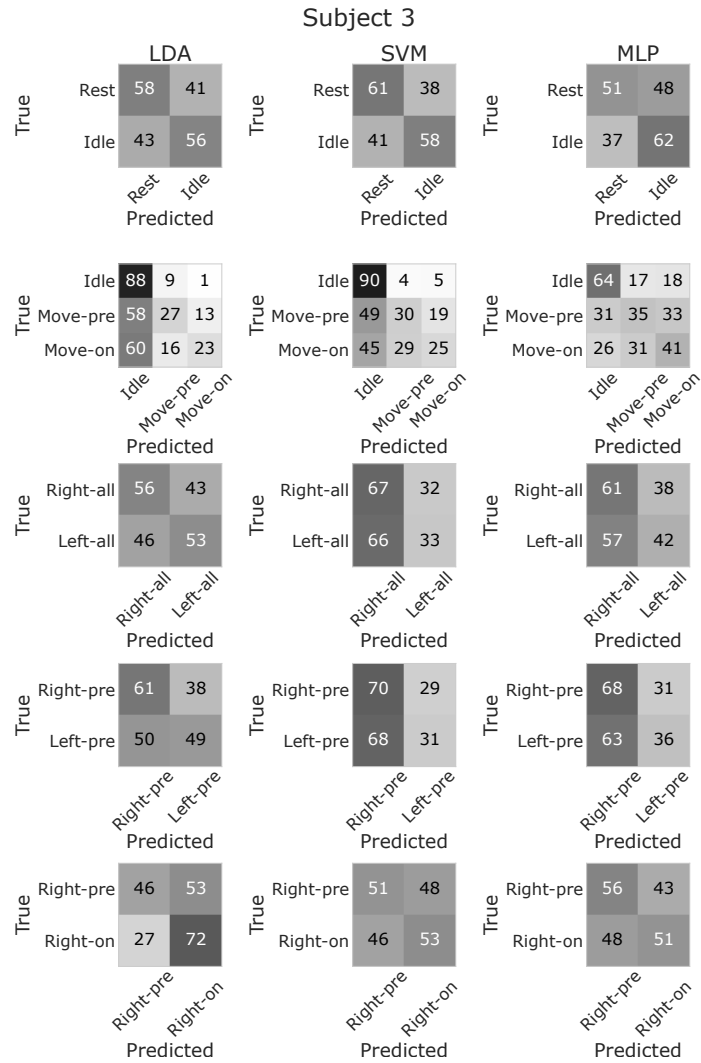 Subject 3
LDA SVM MLP
True Rest 58 41 True Rest 61 38 True Rest 51 48
Idle 43 56 Idle 41 58 Idle 37 62
Rest Idle Rest Idle Rest Idle
Predicted Predicted Predicted
True Idle 88 9 1 True Idle 90 4 5 True Idle 64 17 18
Move-pre 58 27 13 Move-pre 49 30 19 Move-pre 31 35 33
Move-on 60 16 23 Move-on 45 29 25 Move-on 26 31 41
Idle Move-pre Move-on Idle Move-pre Move-on Idle Move-pre Move-on
Predicted Predicted Predicted
True Right-all 56 43 True Right-all 67 32 True Right-all 61 38
Left-all 46 53 Left-all 66 33 Left-all 57 42
Right-all Left-all Right-all Left-all Right-all Left-all
Predicted Predicted Predicted
True Right-pre 61 38 True Right-pre 70 29 True Right-pre 68 31
Left-pre 50 49 Left-pre 68 31 Left-pre 63 36
Right-pre Left-pre Right-pre Left-pre Right-pre Left-pre
Predicted Predicted Predicted
True Right-pre 46 53 True Right-pre 51 48 True Right-pre 56 43
Right-on 27 72 Right-on 46 53 Right-on 48 51
Right-pre Right-on Right-pre Right-on Right-pre Right-on
Predicted Predicted Predicted